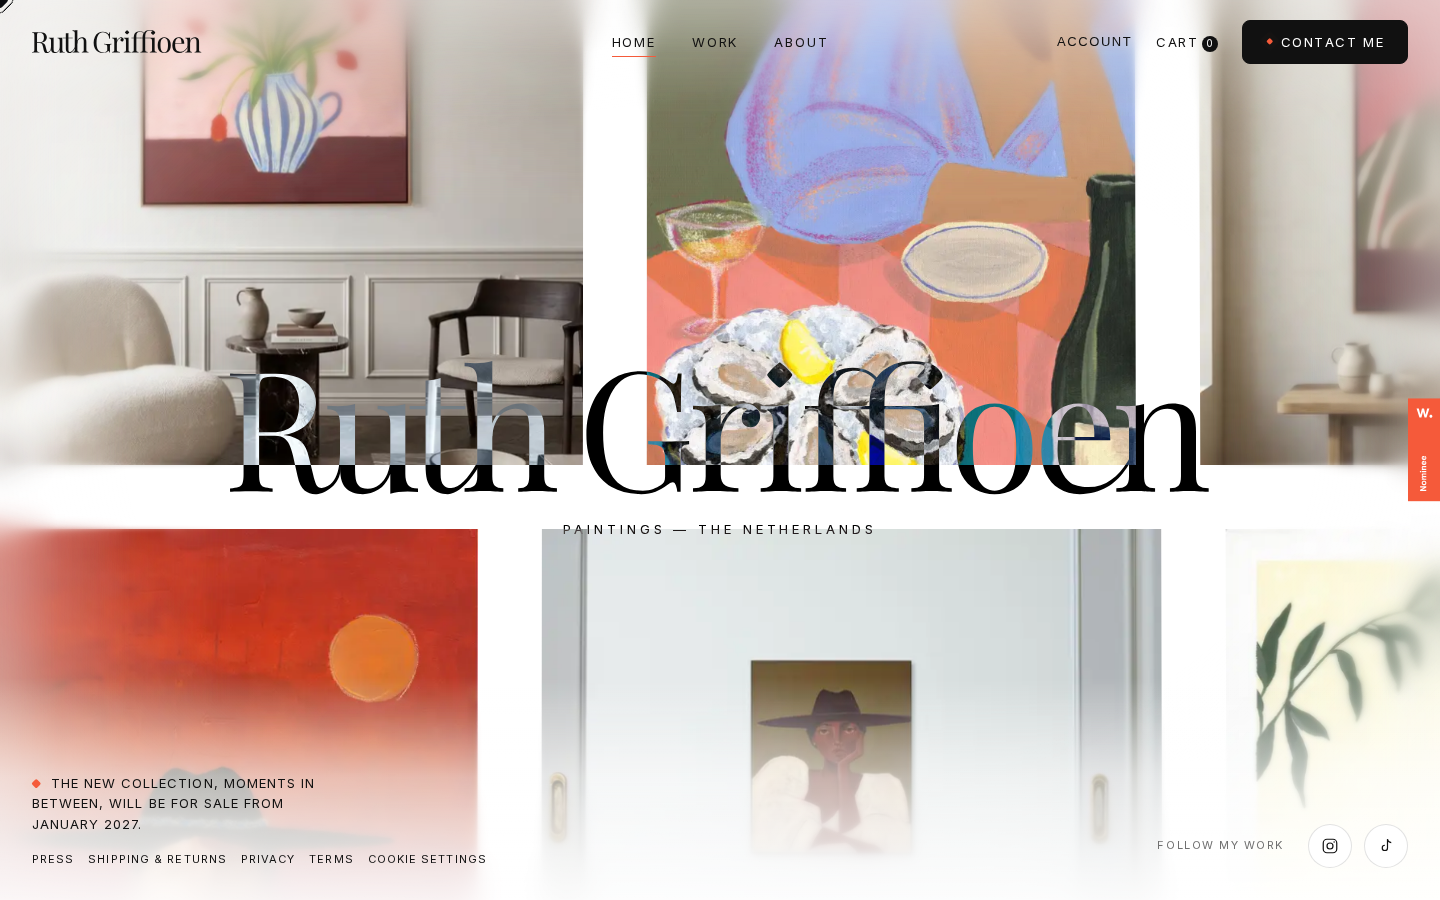 Ruth Griffioen
HOME
WORK
ABOUT
ACCOUNT
CART 0
CONTACT ME
Ruth Griffioen
PAINTINGS — THE NETHERLANDS
W.
Nominee
THE NEW COLLECTION, MOMENTS IN
BETWEEN, WILL BE FOR SALE FROM
JANUARY 2027.
PRESS
SHIPPING & RETURNS
PRIVACY
TERMS
COOKIE SETTINGS
FOLLOW MY WORK